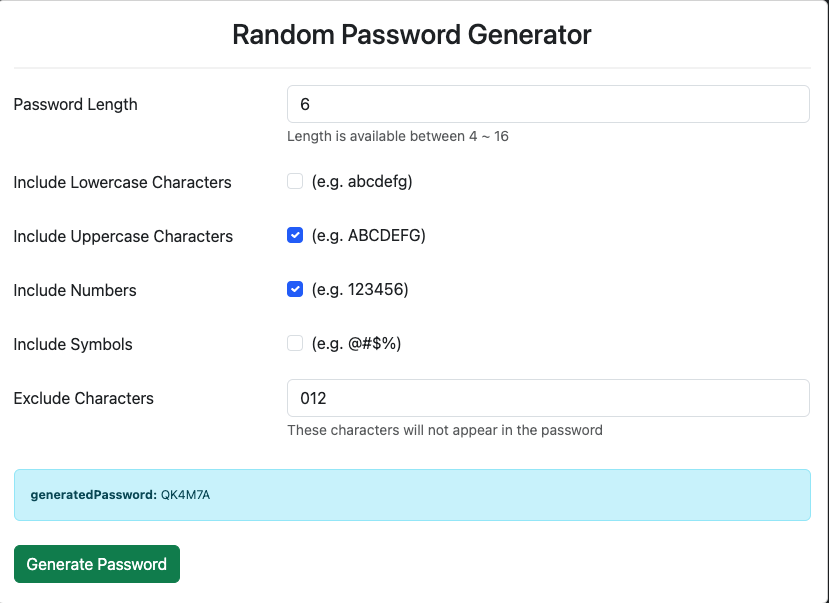 Random Password Generator
Password Length
6
Length is available between 4 ~ 16
Include Lowercase Characters
(e.g. abcdefg)
Include Uppercase Characters
(e.g. ABCDEFG)
Include Numbers
(e.g. 123456)
Include Symbols
(e.g. @#$%)
Exclude Characters
012
These characters will not appear in the password
generatedPassword: QK4M7A
Generate Password